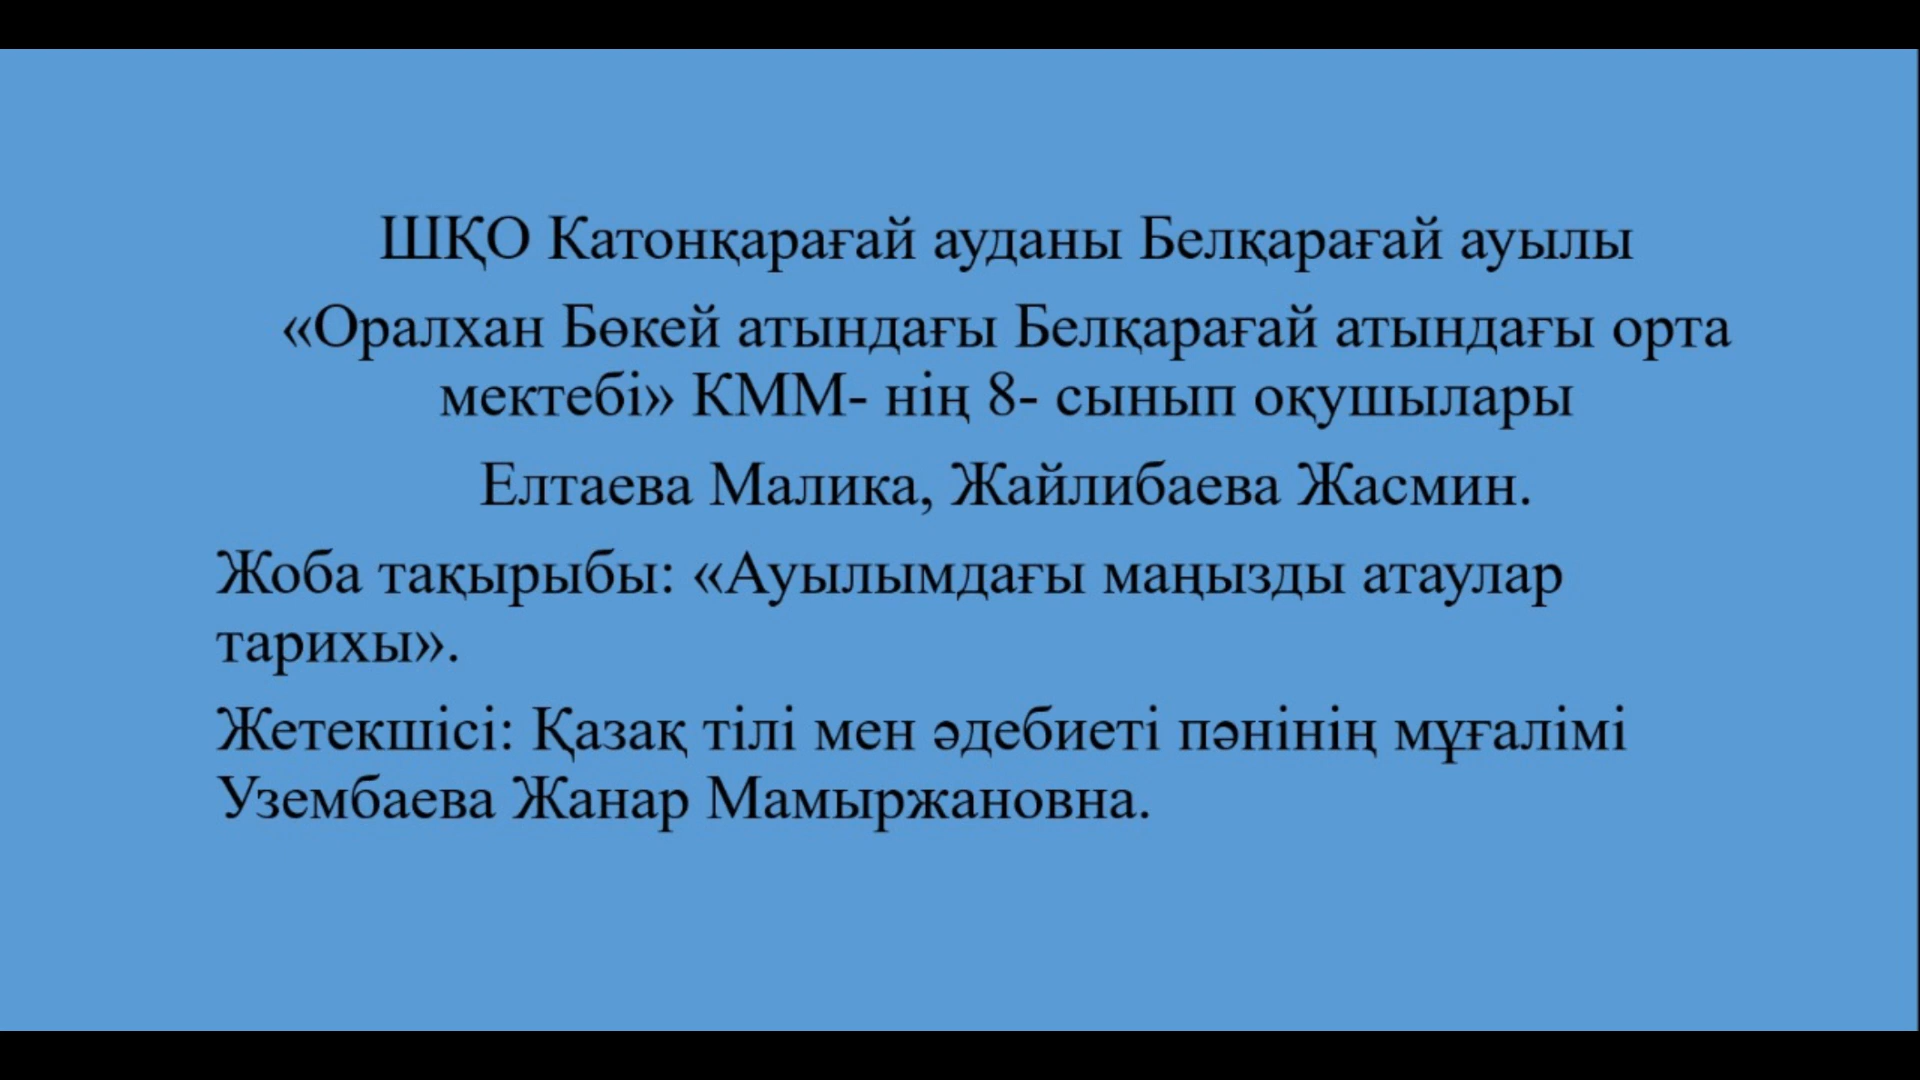 ШҚО Катонқарағай ауданы Белқарағай ауылы
«Оралхан Бөкей атындағы Белқарағай атындағы орта
мектебі» КММ- нің 8- сынып оқушылары
Елтаева Малика, Жайлибаева Жасмин.
Жоба тақырыбы: «Ауылымдағы маңызды атаулар
тарихы».
Жетекшісі: Қазақ тілі мен әдебиеті пәнінің мұғалімі
Узембаева Жанар Мамыржановна.